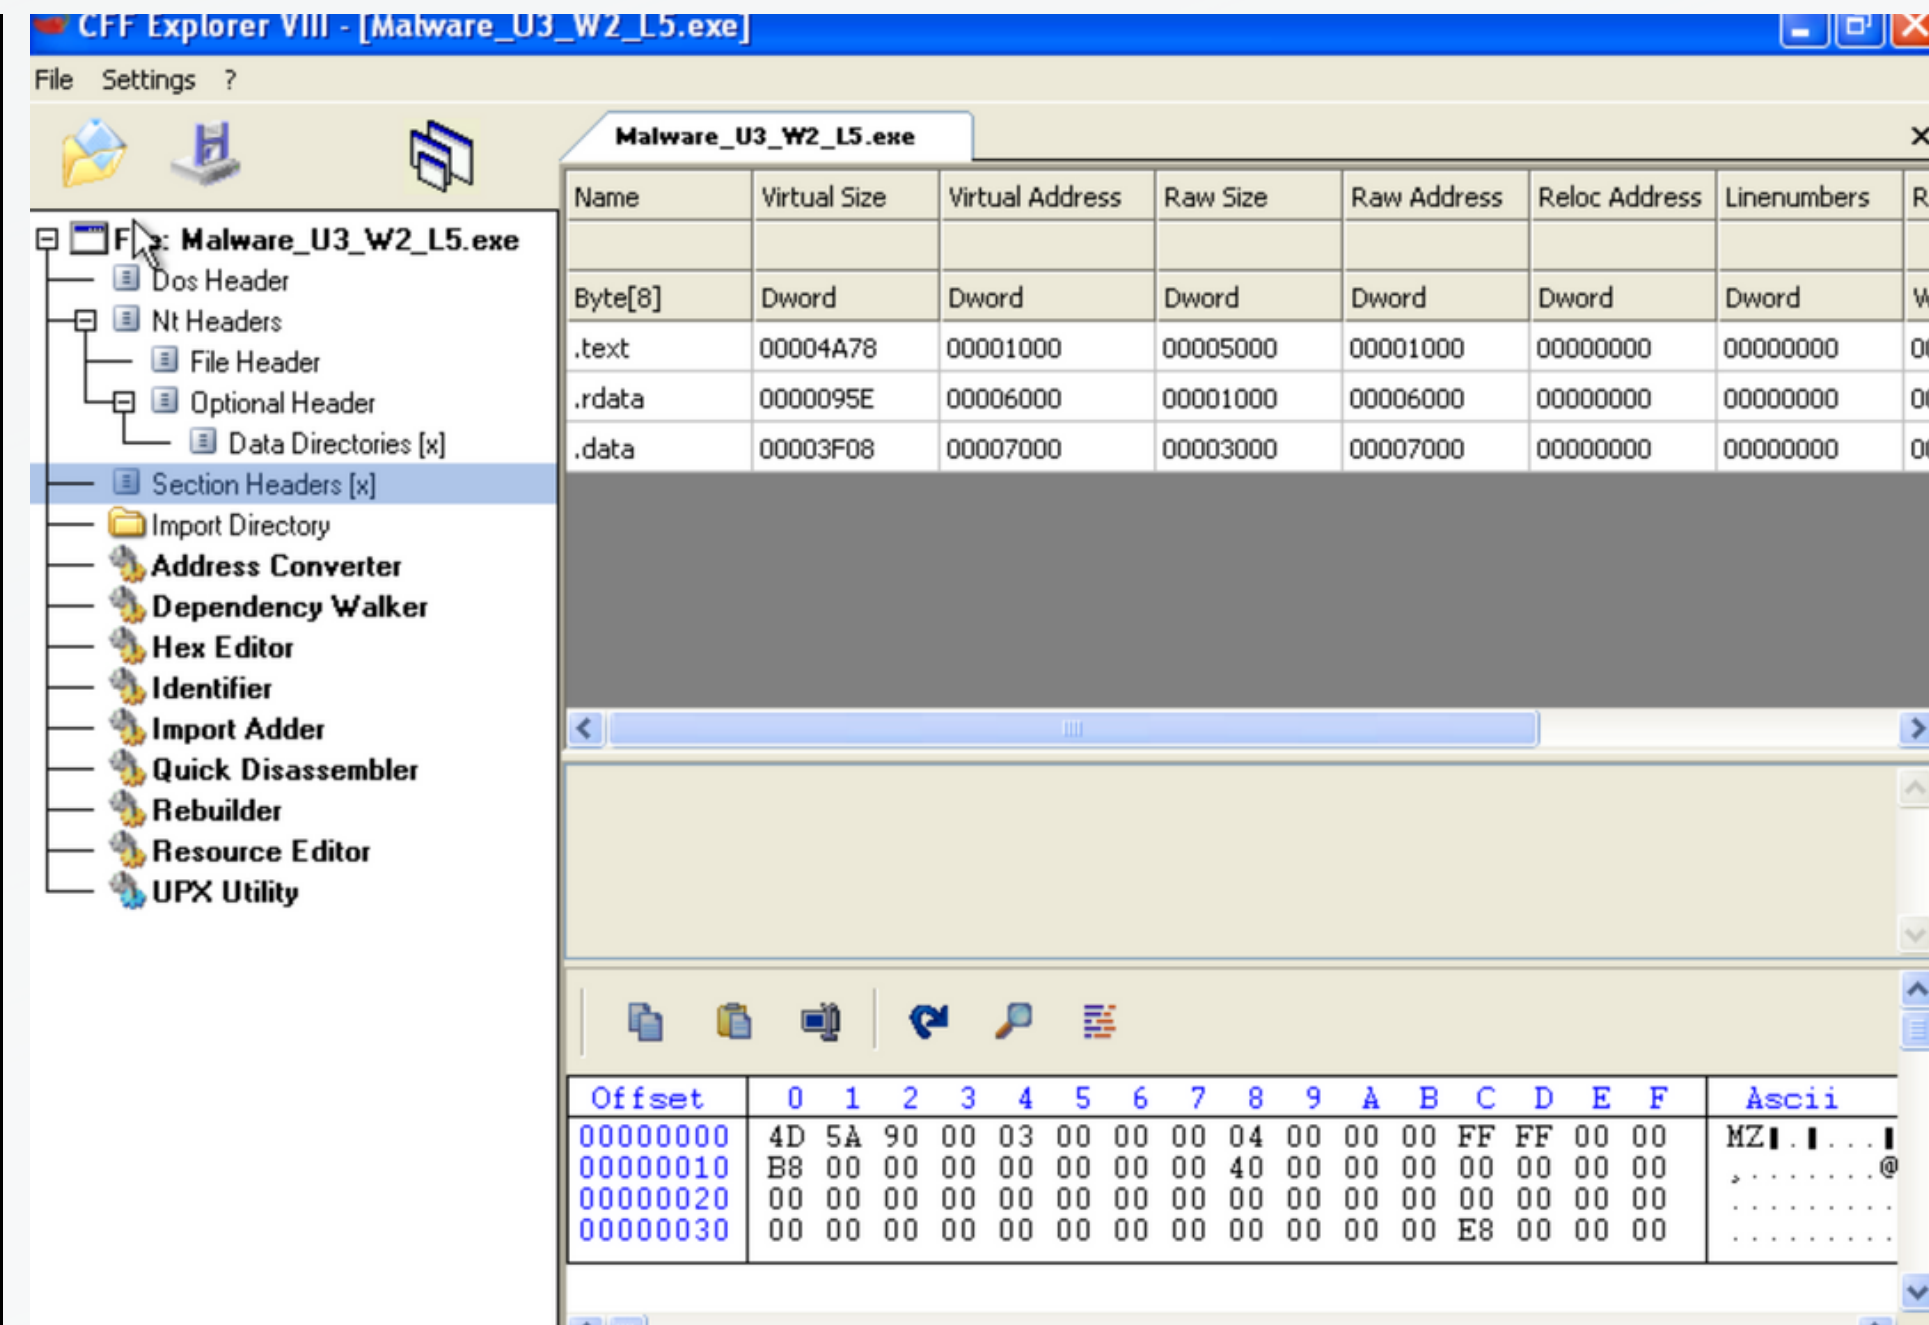 CFF Explorer VIII - [Malware_U3_W2_L5.exe]
File Settings ?
Malware_U3_W2_L5.exe
File: Malware_U3_W2_L5.exe
Dos Header
Nt Headers
File Header
Optional Header
Data Directories [x]
Section Headers [x]
Import Directory
Address Converter
Dependency Walker
Hex Editor
Identifier
Import Adder
Quick Disassembler
Rebuilder
Resource Editor
UPX Utility
Name Virtual Size Virtual Address Raw Size Raw Address Reloc Address Linenumbers R
Byte[8] Dword Dword Dword Dword Dword Dword W
.text 00004A78 00001000 00005000 00001000 00000000 00000000 00
.rdata 0000095E 00006000 00001000 00006000 00000000 00000000 00
.data 00003F08 00007000 00003000 00007000 00000000 00000000 00
Offset 0 1 2 3 4 5 6 7 8 9 A B C D E F Ascii
00000000 4D 5A 90 00 03 00 00 00 04 00 00 00 FF FF 00 00 MZ▮.▮...▮
00000010 B8 00 00 00 00 00 00 00 40 00 00 00 00 00 00 00 ¸.......@
00000020 00 00 00 00 00 00 00 00 00 00 00 00 00 00 00 00 .........
00000030 00 00 00 00 00 00 00 00 00 00 00 00 E8 00 00 00 .........